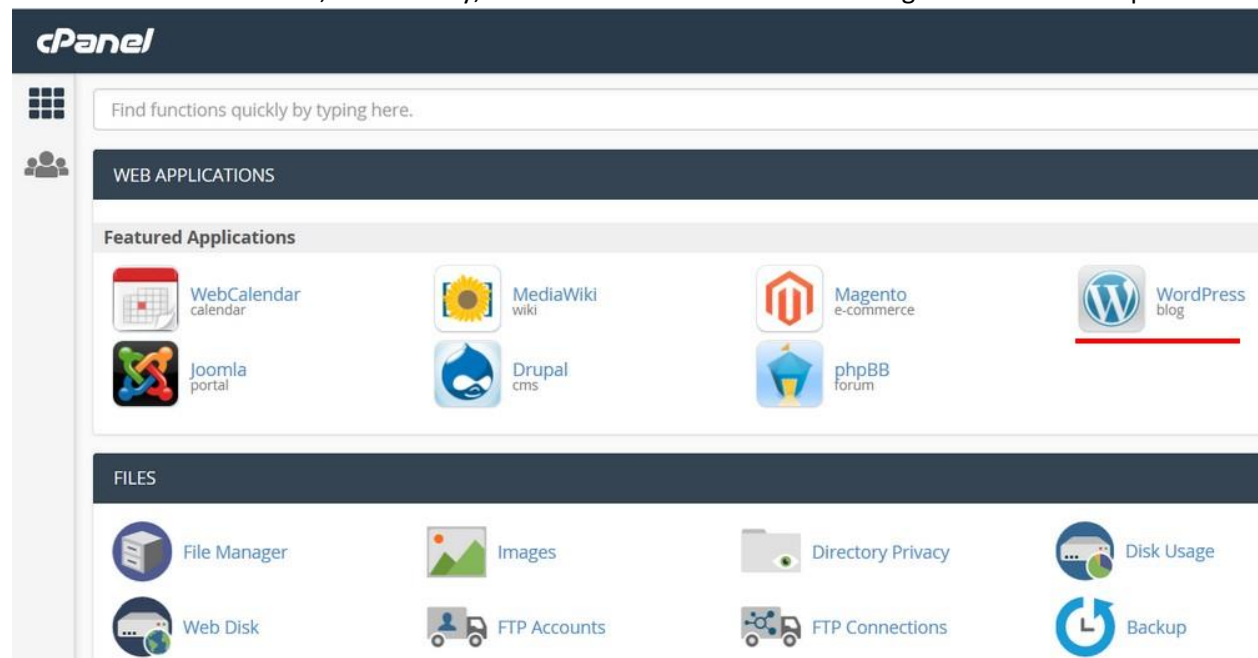 cPanel
Find functions quickly by typing here.
WEB APPLICATIONS
Featured Applications
WebCalendar
calendar
MediaWiki
wiki
Magento
e-commerce
WordPress
blog
Joomla
portal
Drupal
cms
phpBB
forum
FILES
File Manager
Images
Directory Privacy
Disk Usage
Web Disk
FTP Accounts
FTP Connections
Backup